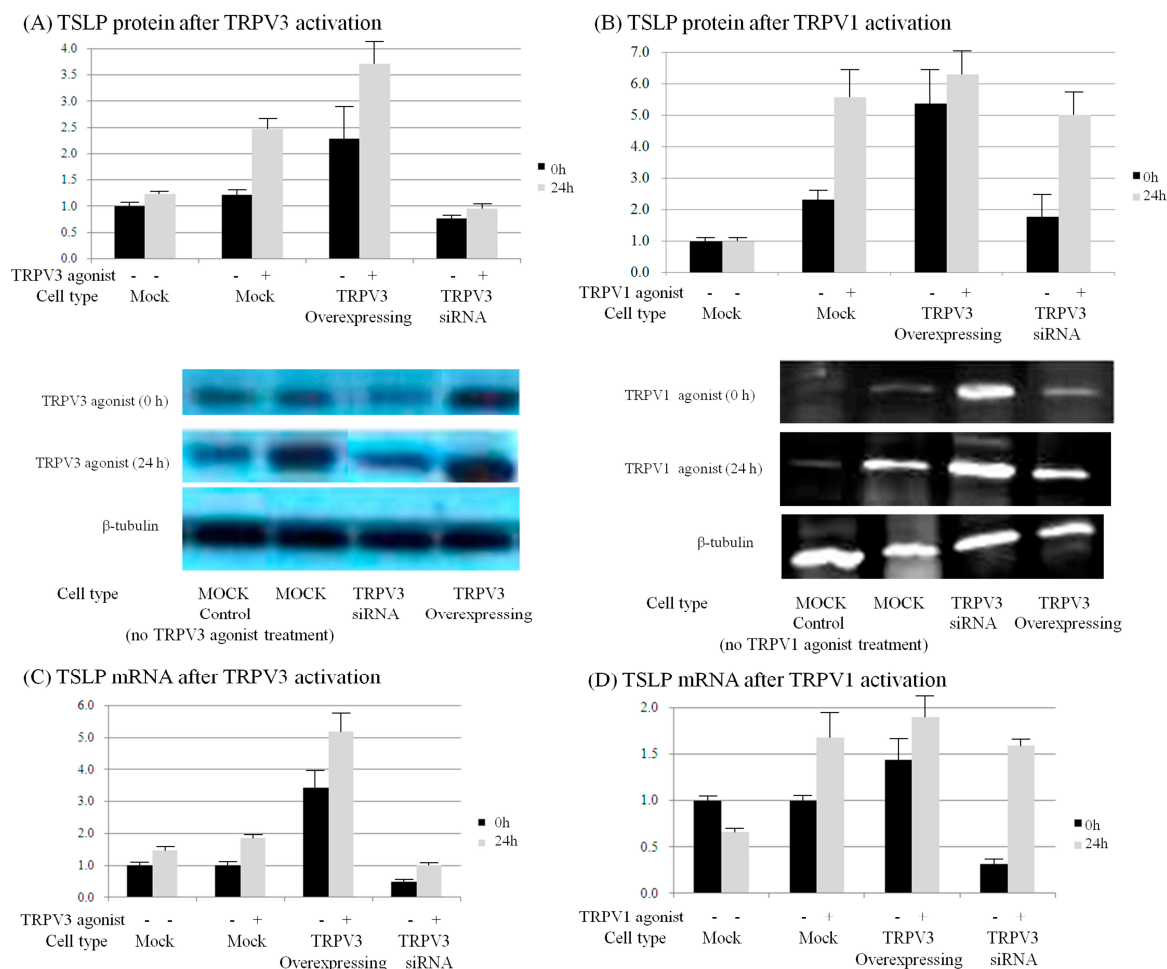 (A) TSLP protein after TRPV3 activation
4.0
3.5
3.0
2.5
2.0
1.5
1.0
0.5
0.0
0h
24h
TRPV3 agonist - - - + - + - +
Cell type Mock Mock TRPV3 TRPV3
Overexpressing siRNA
(B) TSLP protein after TRPV1 activation
7.0
6.0
5.0
4.0
3.0
2.0
1.0
0.0
0h
24h
TRPV1 agonist - - - + - + - +
Cell type Mock Mock TRPV3 TRPV3
Overexpressing siRNA
TRPV3 agonist (0 h)
TRPV3 agonist (24 h)
β-tubulin
Cell type MOCK MOCK TRPV3 TRPV3
Control siRNA Overexpressing
(no TRPV3 agonist treatment)
TRPV1 agonist (0 h)
TRPV1 agonist (24 h)
β-tubulin
Cell type MOCK MOCK TRPV3 TRPV3
Control siRNA Overexpressing
(no TRPV1 agonist treatment)
(C) TSLP mRNA after TRPV3 activation
6.0
5.0
4.0
3.0
2.0
1.0
0.0
0h
24h
TRPV3 agonist - - - + - + - +
Cell type Mock Mock TRPV3 TRPV3
Overexpressing siRNA
(D) TSLP mRNA after TRPV1 activation
2.0
1.5
1.0
0.5
0.0
0h
24h
TRPV1 agonist - - - + - + - +
Cell type Mock Mock TRPV3 TRPV3
Overexpressing siRNA